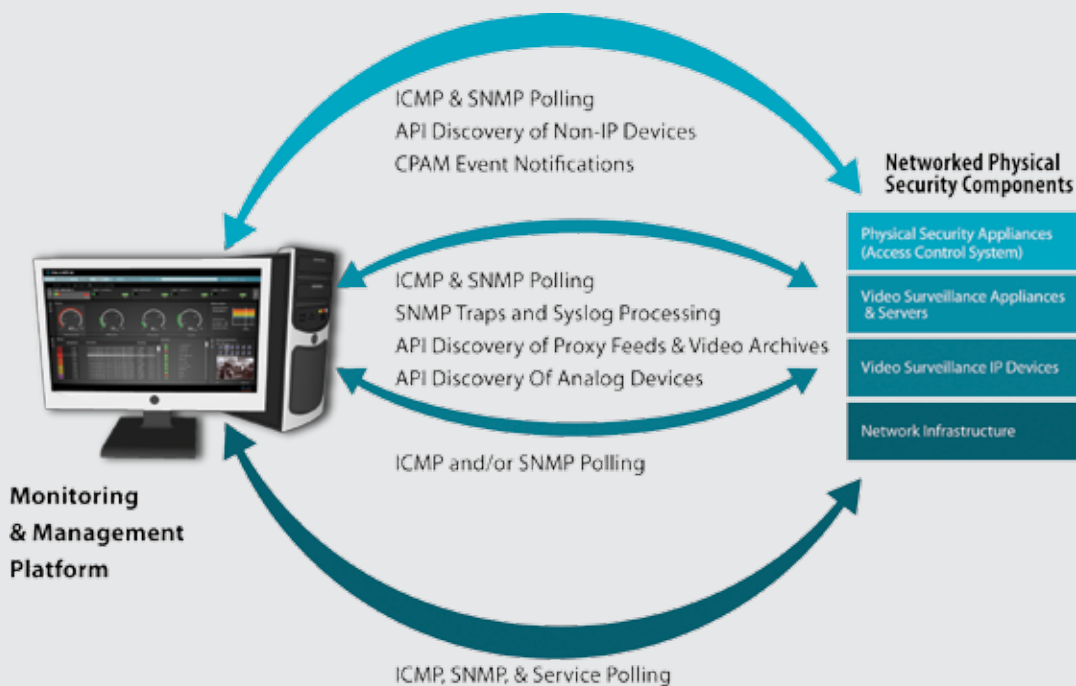 ICMP & SNMP Polling
API Discovery of Non-IP Devices
CPAM Event Notifications
Networked Physical
Security Components
Physical Security Appliances
(Access Control System)
Video Surveillance Appliances
& Servers
Video Surveillance IP Devices
Network Infrastructure
ICMP & SNMP Polling
SNMP Traps and Syslog Processing
API Discovery of Proxy Feeds & Video Archives
API Discovery Of Analog Devices
ICMP and/or SNMP Polling
Monitoring
& Management
Platform
ICMP, SNMP, & Service Polling